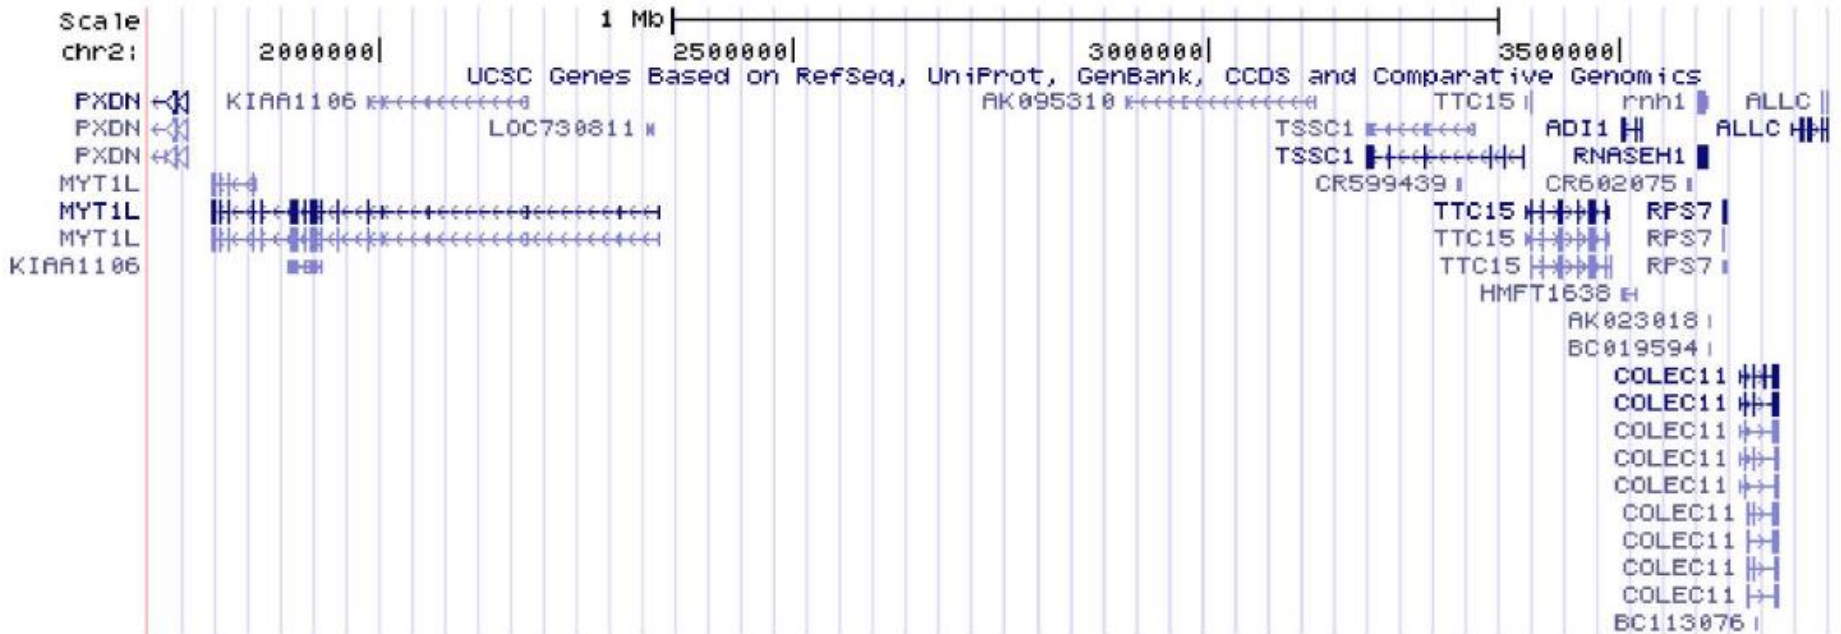 Scale 1 Mb
chr2: 2000000 2500000 3000000 3500000
UCSC Genes Based on RefSeq, UniProt, GenBank, CCDS and Comparative Genomics
PXDN KIAA1106 AK095310 TTC15 rnh1 ALLC
PXDN LOC730811 TSSC1 ADI1 ALLC
PXDN TSSC1 RNASEH1
MYT1L CR599439 CR602075
MYT1L TTC15 RPS7
MYT1L TTC15 RPS7
KIAA1106 TTC15 RPS7
HMFT1638
AK023018
BC019594
COLEC11
COLEC11
COLEC11
COLEC11
COLEC11
COLEC11
COLEC11
COLEC11
COLEC11
BC113076